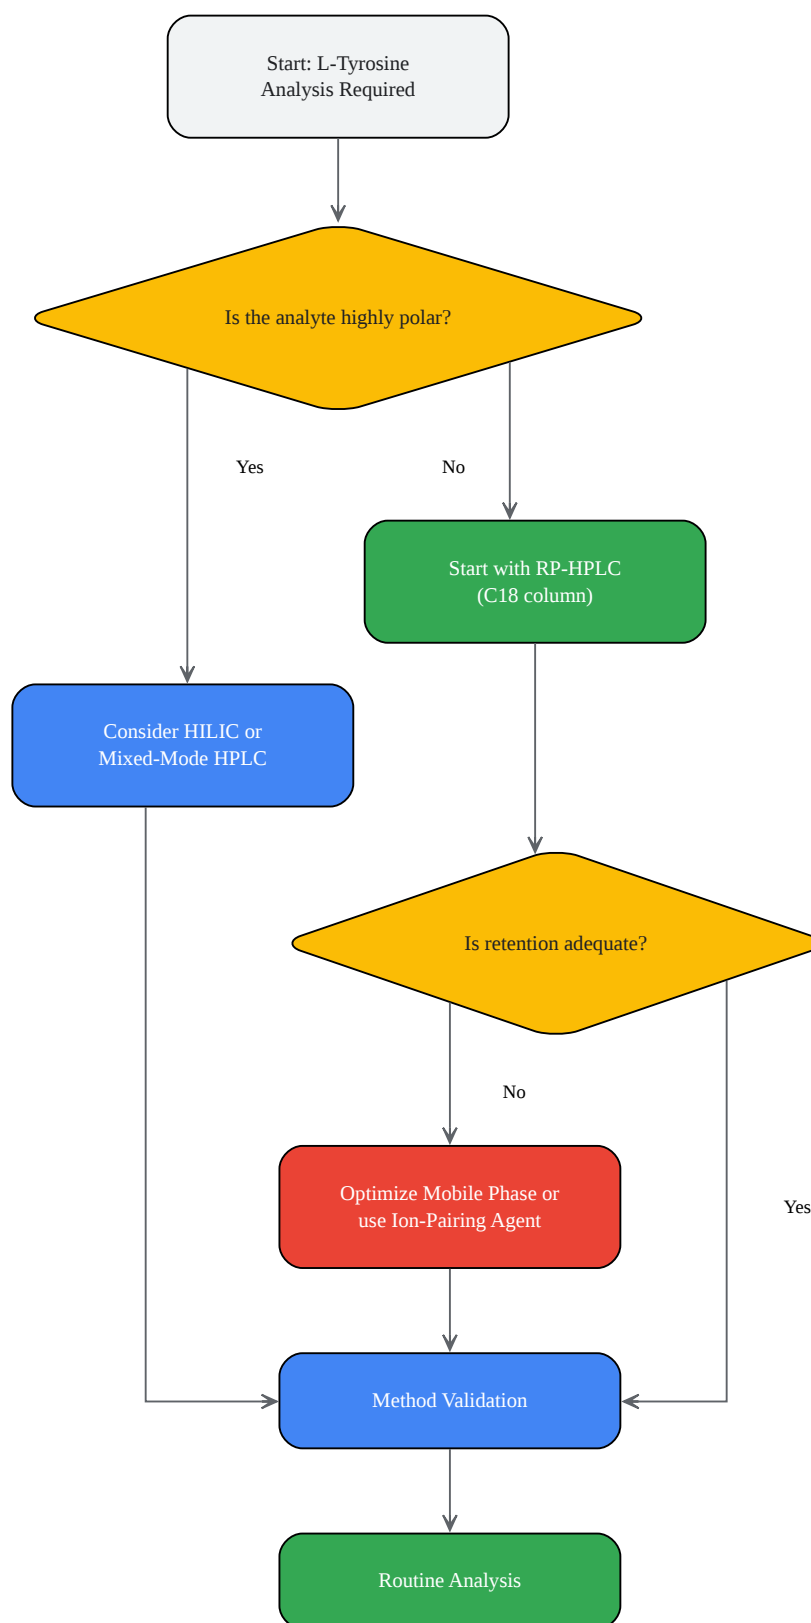 Start: L-Tyrosine
Analysis Required
Is the analyte highly polar?
Yes
No
Start with RP-HPLC
(C18 column)
Consider HILIC or
Mixed-Mode HPLC
Is retention adequate?
No
Optimize Mobile Phase or
use Ion-Pairing Agent
Yes
Method Validation
Routine Analysis